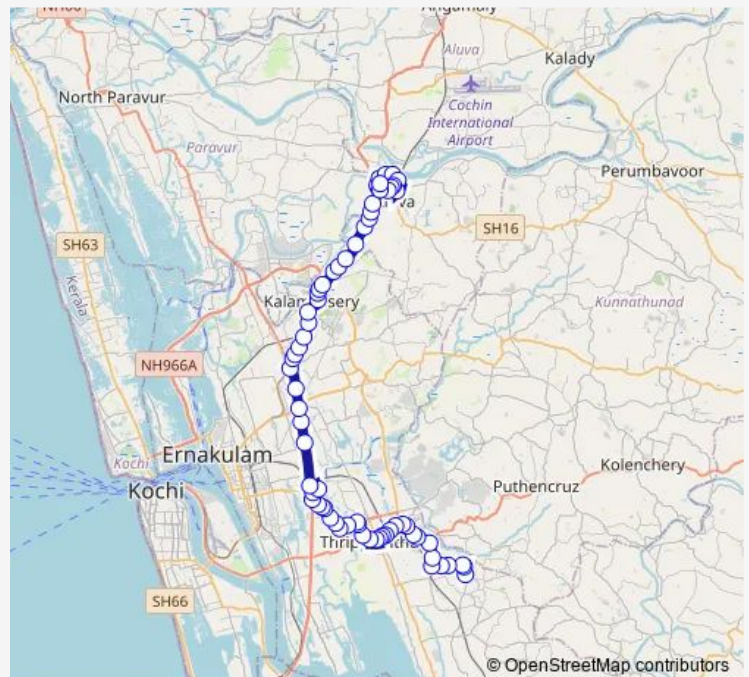 Angamaly
Aluva
Kalady
North Paravur
Cochin
International
Airport
Paravur
Perumbavoor
SH16
SH63
Kerala
Kunnathunad
NH966A
Ernakulam
Kolenchery
Kochi
Puthencruz
Kochi
SH66
© OpenStreetMap contributors